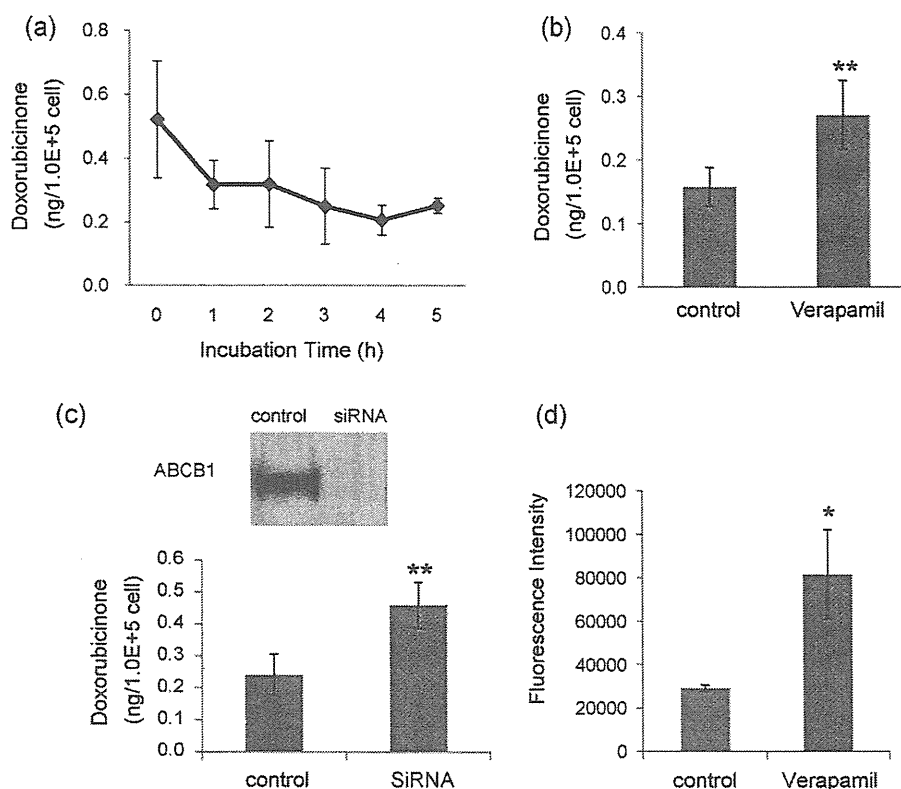 (a)
Doxorubicinone
(ng/1.0E+5 cell)
0.8
0.6
0.4
0.2
0.0
0 1 2 3 4 5
Incubation Time (h)
(b)
Doxorubicinone
(ng/1.0E+5 cell)
0.4
0.3
0.2
0.1
0.0
**
control Verapamil
(c)
control siRNA
ABCB1
Doxorubicinone
(ng/1.0E+5 cell)
0.6
0.5
0.4
0.3
0.2
0.1
0.0
**
control SiRNA
(d)
Fluorescence Intensity
120000
100000
80000
60000
40000
20000
0
*
control Verapamil